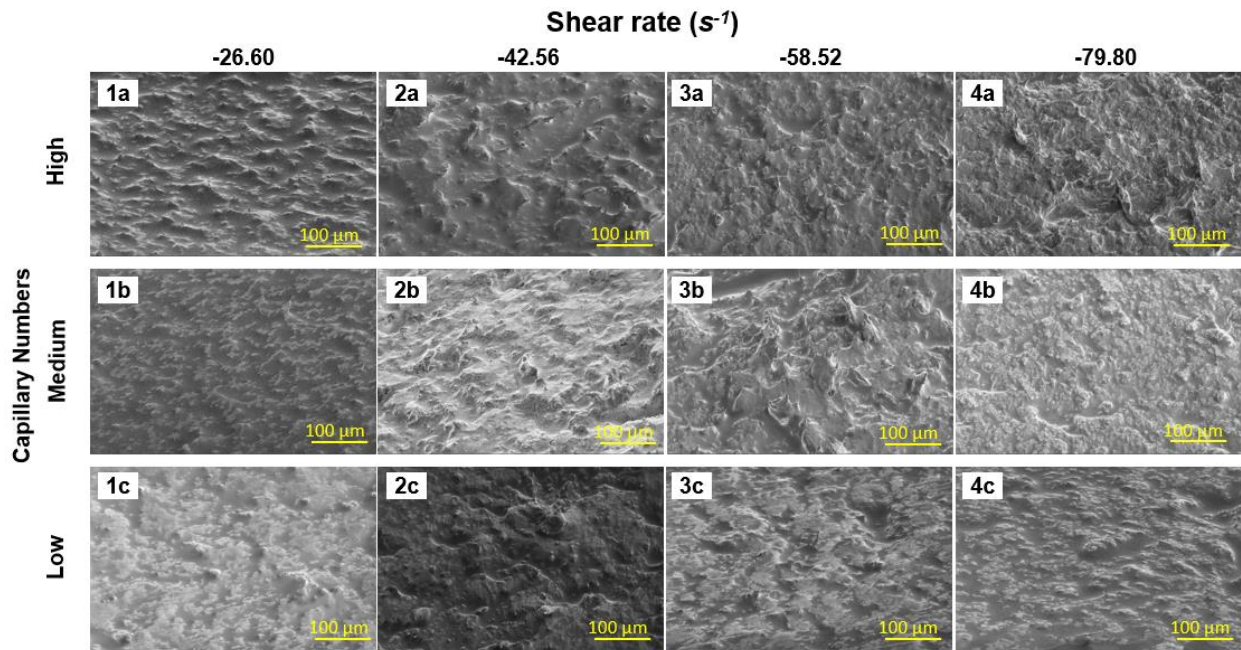 Shear rate (s⁻¹)
-26.60 -42.56 -58.52 -79.80
Capillary Numbers
High
1a 2a 3a 4a
100 µm 100 µm 100 µm 100 µm
Medium
1b 2b 3b 4b
100 µm 100 µm 100 µm 100 µm
Low
1c 2c 3c 4c
100 µm 100 µm 100 µm 100 µm